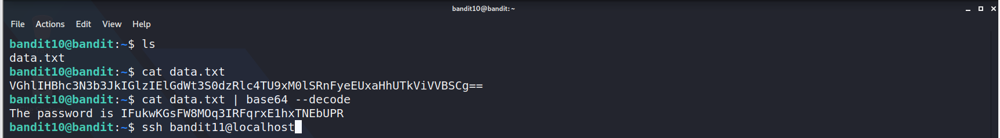 bandit10@bandit: ~
File Actions Edit View Help
bandit10@bandit:~$ ls
data.txt
bandit10@bandit:~$ cat data.txt
VGhlIHBhc3N3b3JkIGlzIElGdWt3S0dzRlc4TU9xM0lSRnFyeEUxaHhUTkViVVBSCg==
bandit10@bandit:~$ cat data.txt | base64 --decode
The password is IFukwKGsFW8MOq3IRFqrxE1hxTNEbUPR
bandit10@bandit:~$ ssh bandit11@localhost